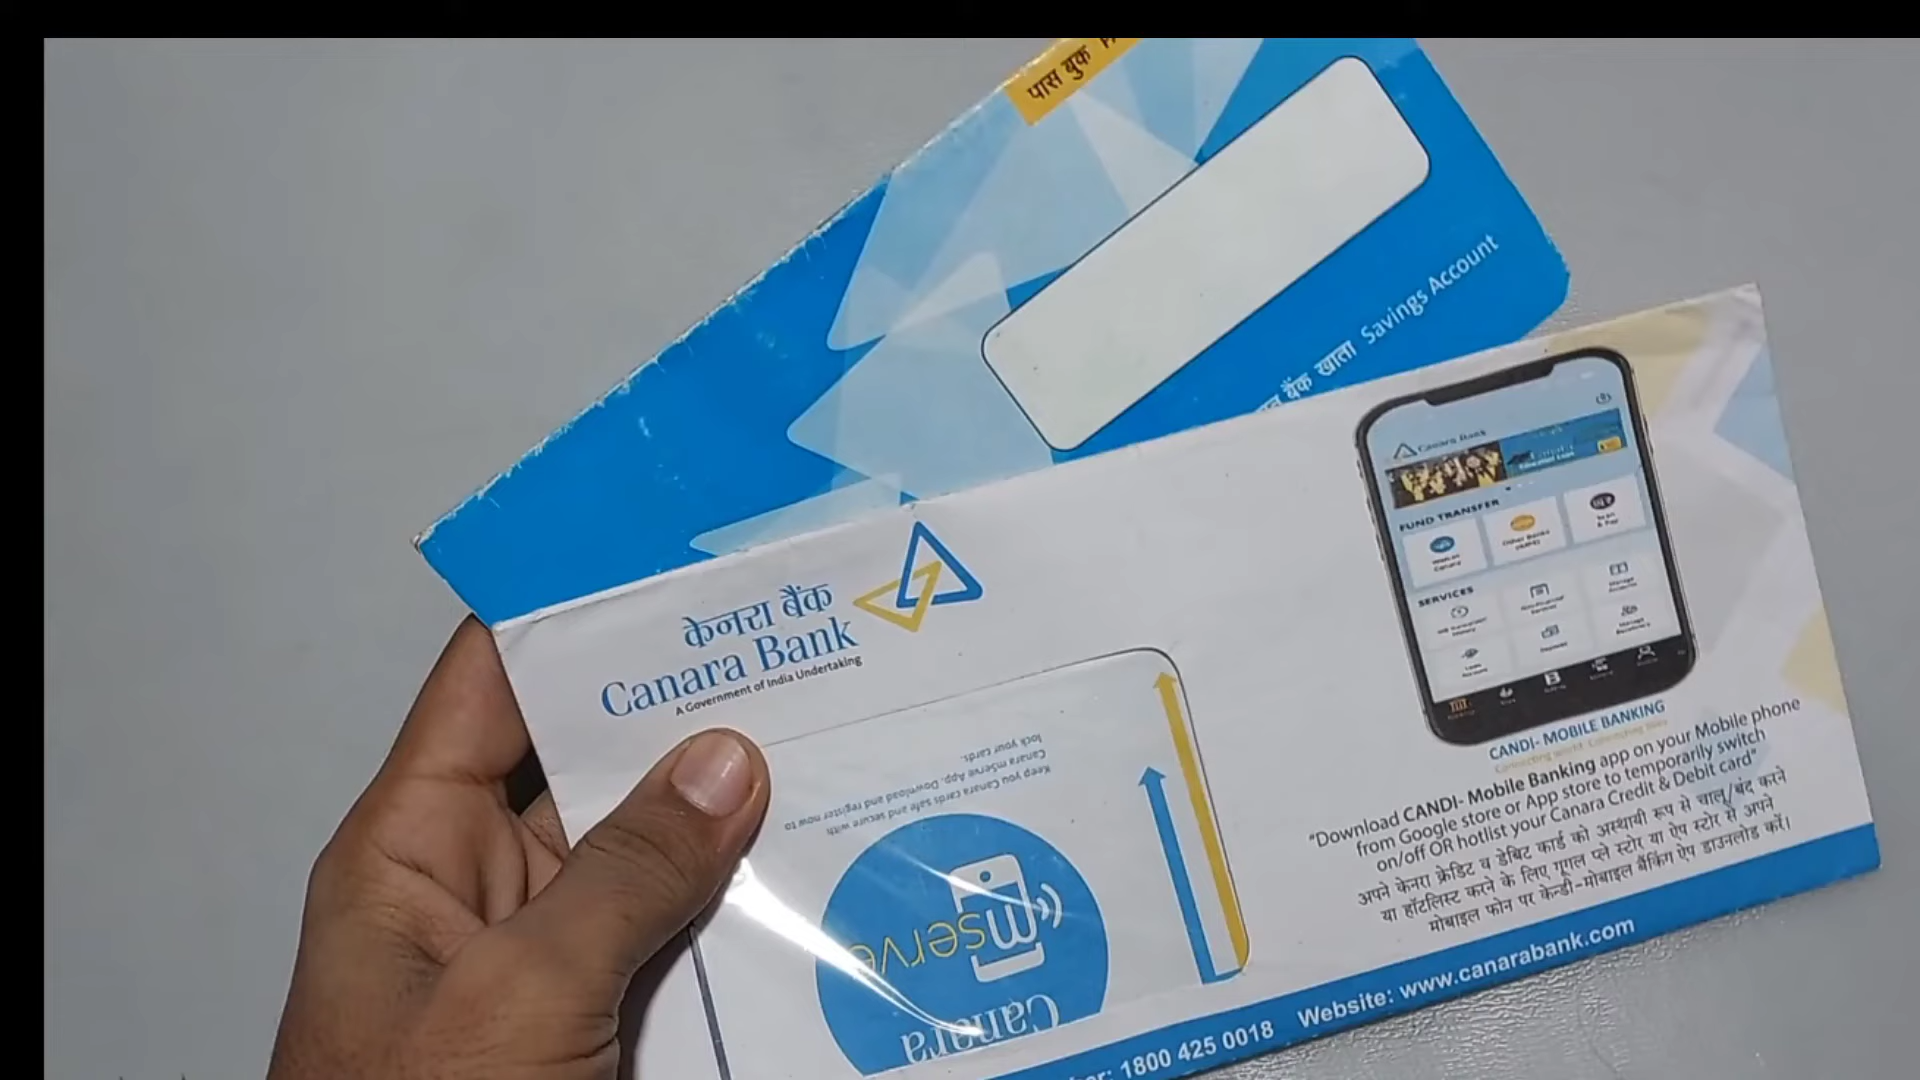 पास बुक
बैंक खाता Savings Account
केनरा बैंक
Canara Bank
A Government of India Undertaking
Keep you Canara cards safe and secure with
Canara mServe App. Download and register now to
lock your cards.
Canara
mserve
Canara Bank
FUND TRANSFER
Other Banks
SERVICES
CANDI- MOBILE BANKING
"Download CANDI- Mobile Banking app on your Mobile phone
from Google store or App store to temporarily switch
on/off OR hotlist your Canara Credit & Debit card"
अपने केनरा क्रेडिट व डेबिट कार्ड को अस्थायी रूप से चालू/बंद करने
या हॉटलिस्ट करने के लिए गूगल प्ले स्टोर या ऐप स्टोर से अपने
मोबाइल फोन पर केन्डी-मोबाइल बैंकिंग ऐप डाउनलोड करें।
1800 425 0018 Website: www.canarabank.com